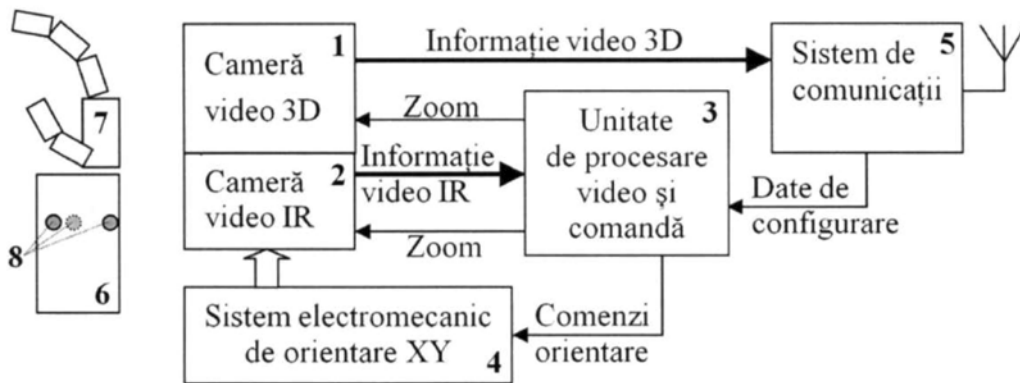 1
Cameră
video 3D
Informație video 3D
5
Sistem de
comunicații
Zoom
3
Unitate
de procesare
video și
comandă
7
2
Cameră
video IR
Informație
video IR
Date de
configurare
Zoom
8
6
Sistem electromecanic
de orientare XY
4
Comenzi
orientare